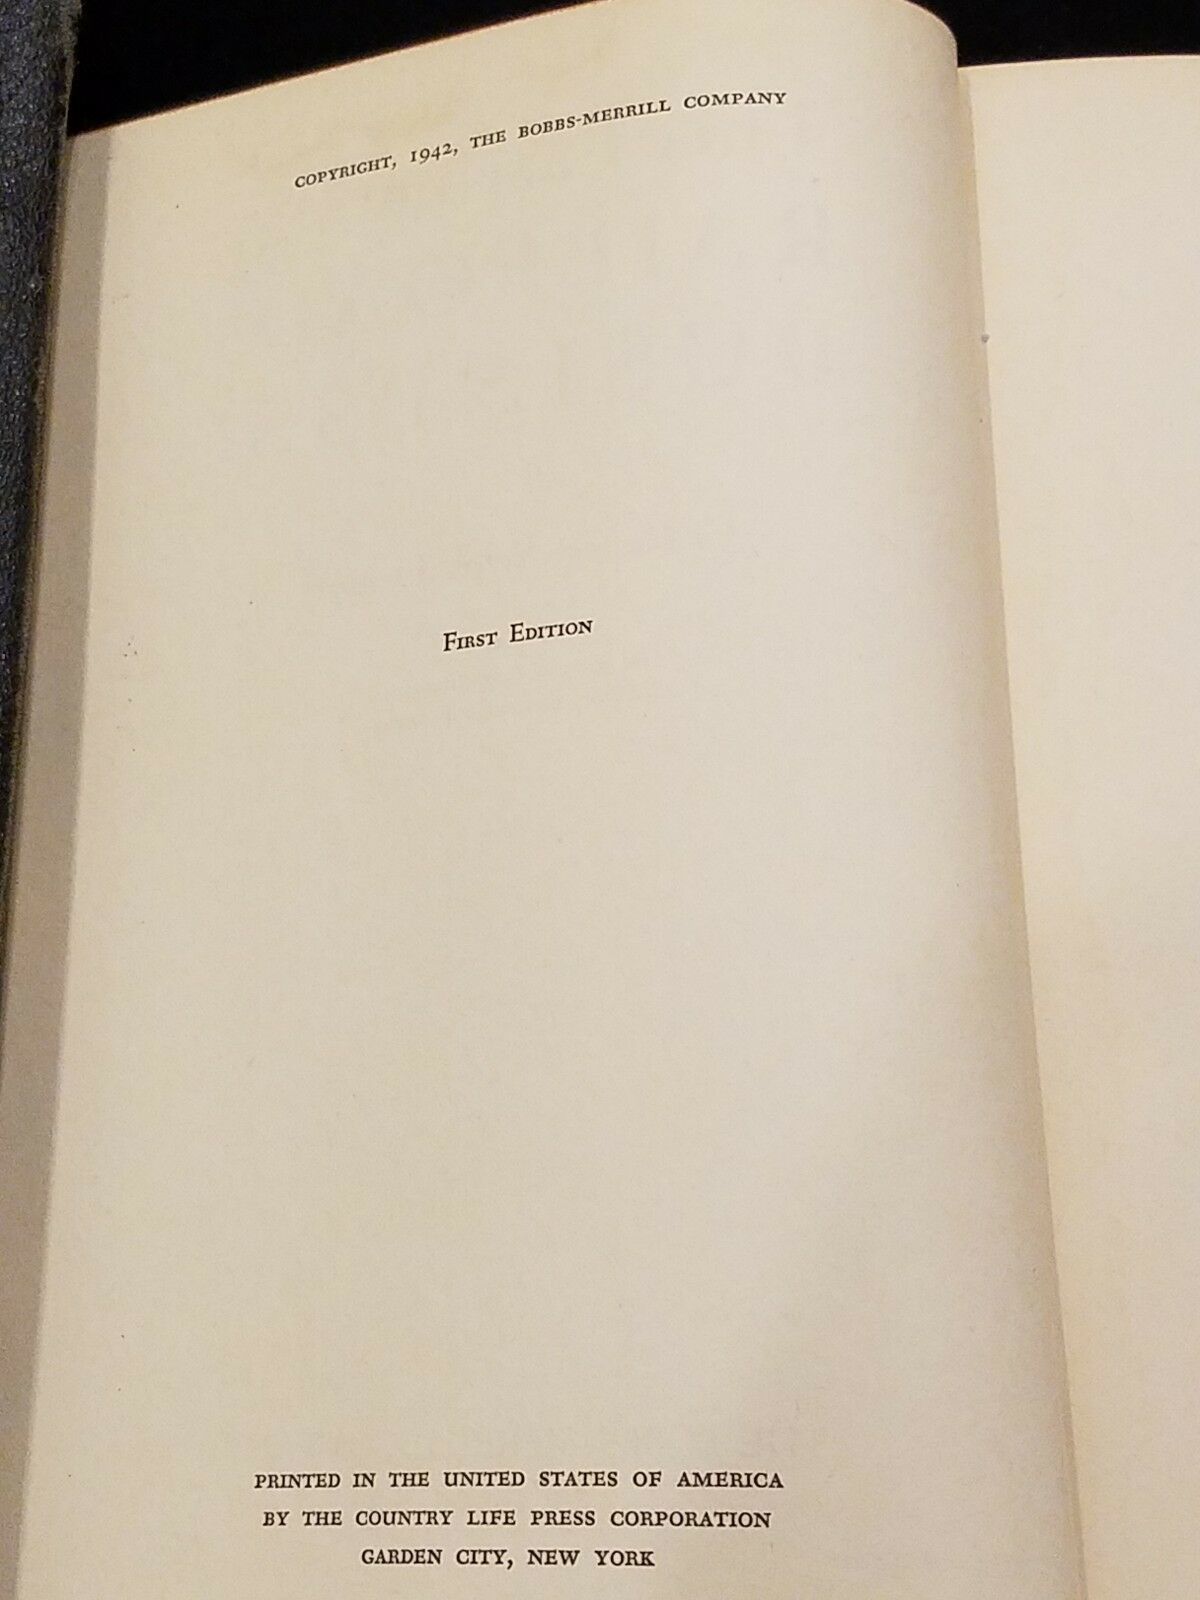 COPYRIGHT, 1942, THE BOBBS-MERRILL COMPANY
First Edition
PRINTED IN THE UNITED STATES OF AMERICA
BY THE COUNTRY LIFE PRESS CORPORATION
GARDEN CITY, NEW YORK